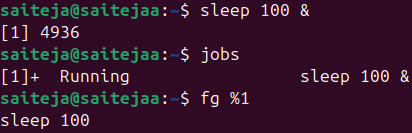 saiteja@saitejaa:~$ sleep 100 &
[1] 4936
saiteja@saitejaa:~$ jobs
[1]+  Running                 sleep 100 &
saiteja@saitejaa:~$ fg %1
sleep 100